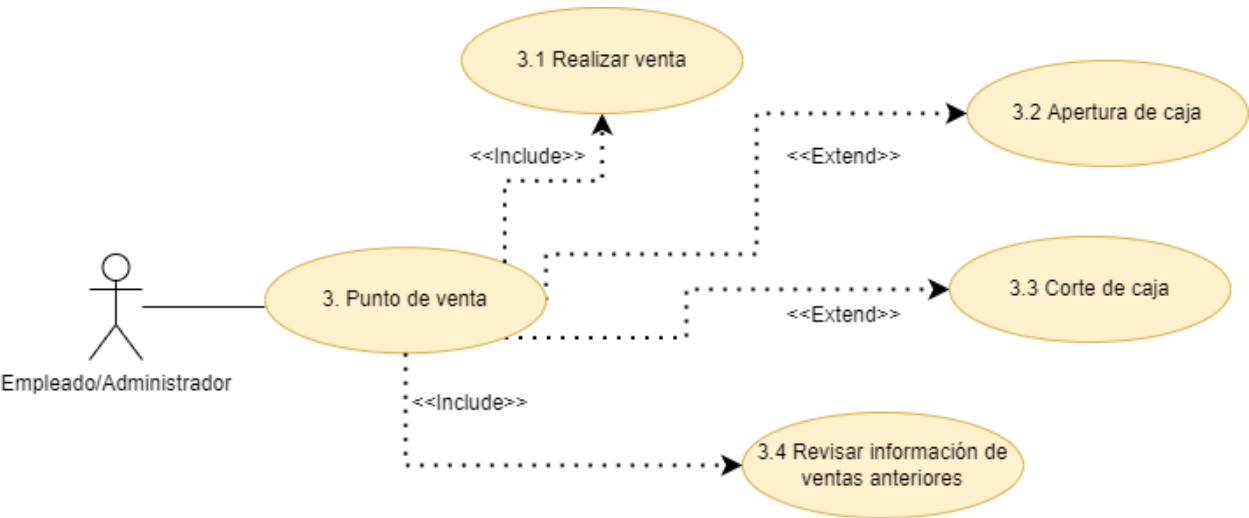 3.1 Realizar venta
3.2 Apertura de caja
<<Include>>
<<Extend>>
3. Punto de venta
3.3 Corte de caja
<<Extend>>
Empleado/Administrador
<<Include>>
3.4 Revisar información de
ventas anteriores